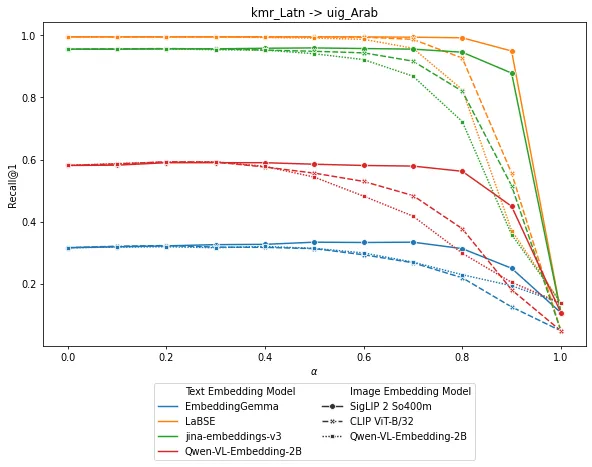 kmr_Latn -> uig_Arab
Recall@1
1.0
0.8
0.6
0.4
0.2
0.0 0.2 0.4 0.6 0.8 1.0
α
Text Embedding Model Image Embedding Model
EmbeddingGemma SigLIP 2 So400m
LaBSE CLIP ViT-B/32
jina-embeddings-v3 Qwen-VL-Embedding-2B
Qwen-VL-Embedding-2B